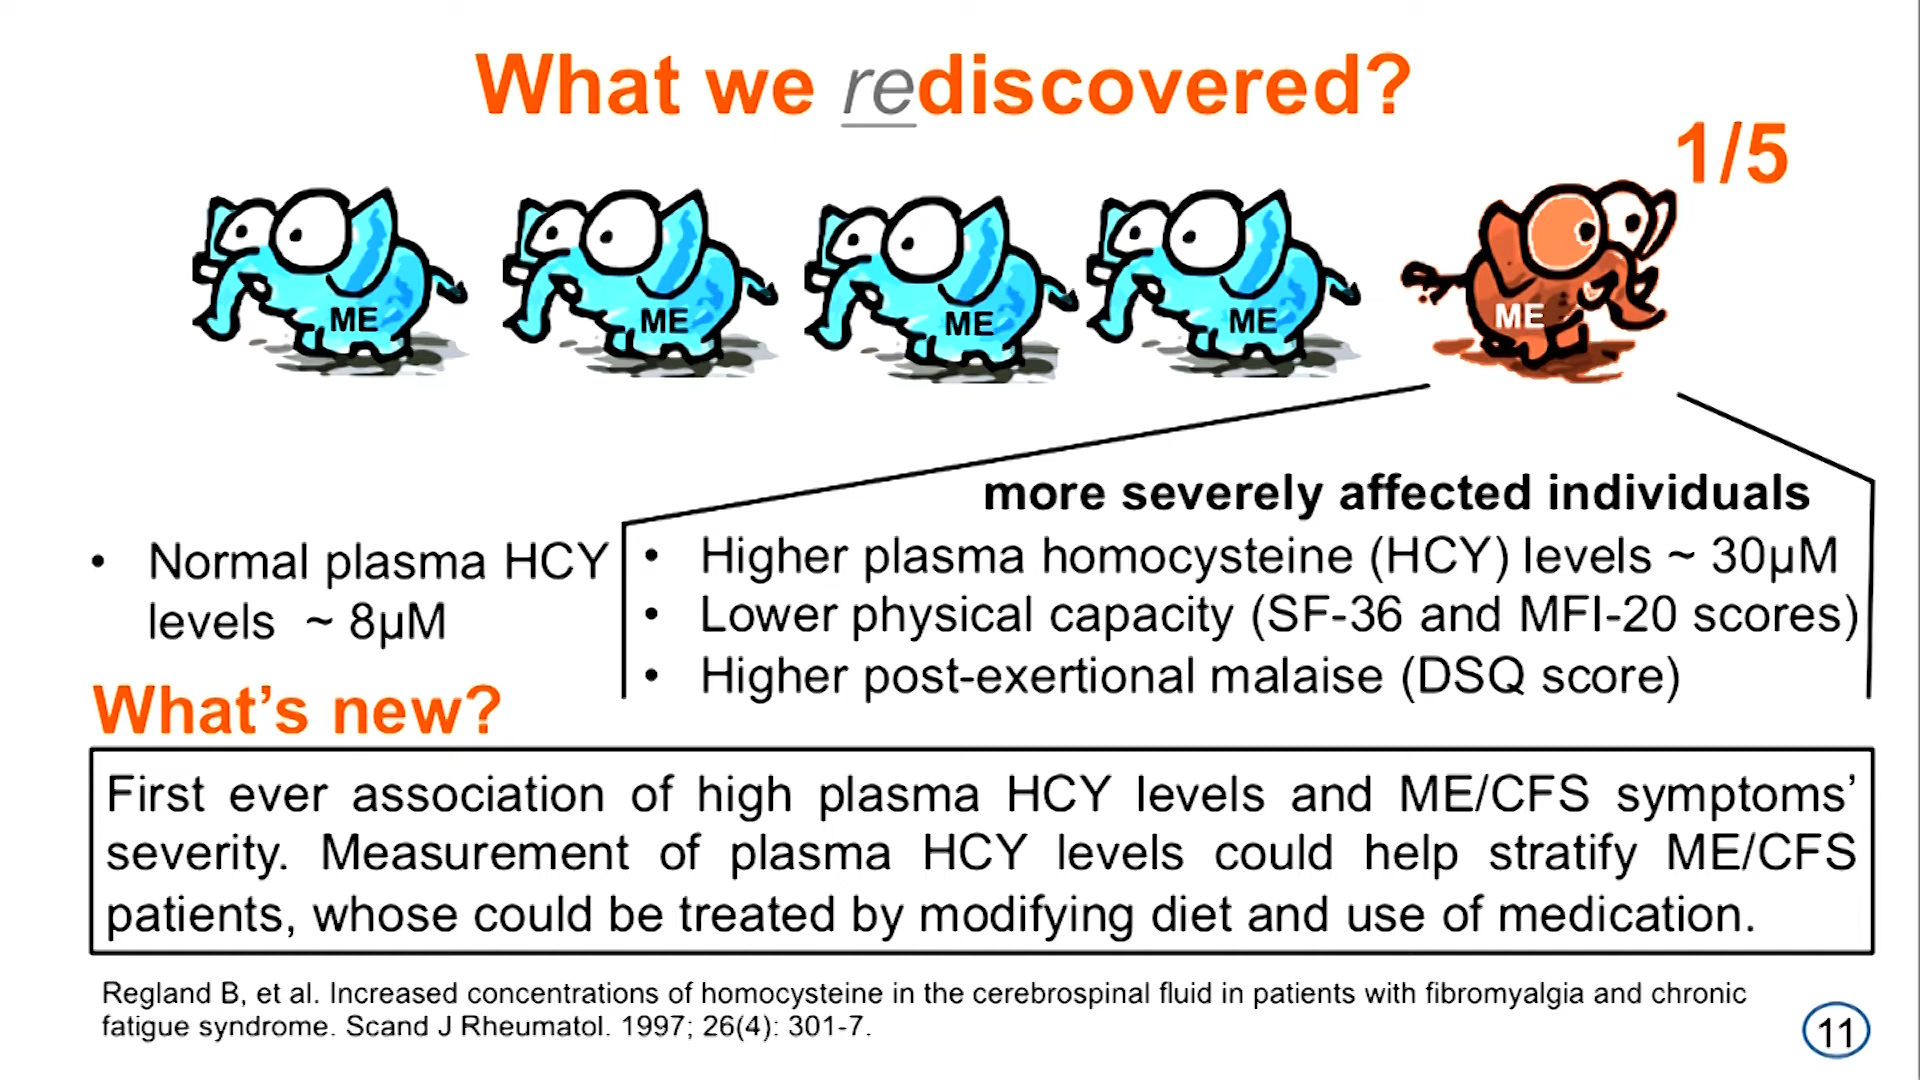 What we rediscovered?
1/5
ME
ME
ME
ME
ME
more severely affected individuals
• Normal plasma HCY
levels ~ 8µM
• Higher plasma homocysteine (HCY) levels ~ 30µM
• Lower physical capacity (SF-36 and MFI-20 scores)
• Higher post-exertional malaise (DSQ score)
What’s new?
First ever association of high plasma HCY levels and ME/CFS symptoms’
severity. Measurement of plasma HCY levels could help stratify ME/CFS
patients, whose could be treated by modifying diet and use of medication.
Regland B, et al. Increased concentrations of homocysteine in the cerebrospinal fluid in patients with fibromyalgia and chronic
fatigue syndrome. Scand J Rheumatol. 1997; 26(4): 301-7.
11